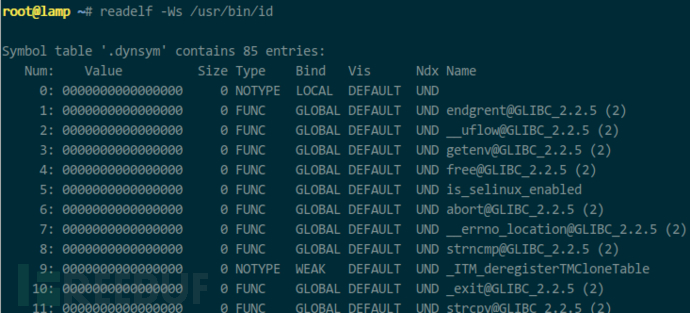 root@lamp ~# readelf -Ws /usr/bin/id
Symbol table '.dynsym' contains 85 entries:
Num: Value Size Type Bind Vis Ndx Name
0: 0000000000000000 0 NOTYPE LOCAL DEFAULT UND
1: 0000000000000000 0 FUNC GLOBAL DEFAULT UND endgrent@GLIBC_2.2.5 (2)
2: 0000000000000000 0 FUNC GLOBAL DEFAULT UND __uflow@GLIBC_2.2.5 (2)
3: 0000000000000000 0 FUNC GLOBAL DEFAULT UND getenv@GLIBC_2.2.5 (2)
4: 0000000000000000 0 FUNC GLOBAL DEFAULT UND free@GLIBC_2.2.5 (2)
5: 0000000000000000 0 FUNC GLOBAL DEFAULT UND is_selinux_enabled
6: 0000000000000000 0 FUNC GLOBAL DEFAULT UND abort@GLIBC_2.2.5 (2)
7: 0000000000000000 0 FUNC GLOBAL DEFAULT UND __errno_location@GLIBC_2.2.5 (2)
8: 0000000000000000 0 FUNC GLOBAL DEFAULT UND strncmp@GLIBC_2.2.5 (2)
9: 0000000000000000 0 NOTYPE WEAK DEFAULT UND _ITM_deregisterTMCloneTable
10: 0000000000000000 0 FUNC GLOBAL DEFAULT UND _exit@GLIBC_2.2.5 (2)
11: 0000000000000000 0 FUNC GLOBAL DEFAULT UND strcpy@GLIBC_2.2.5 (2)
FREEBUF